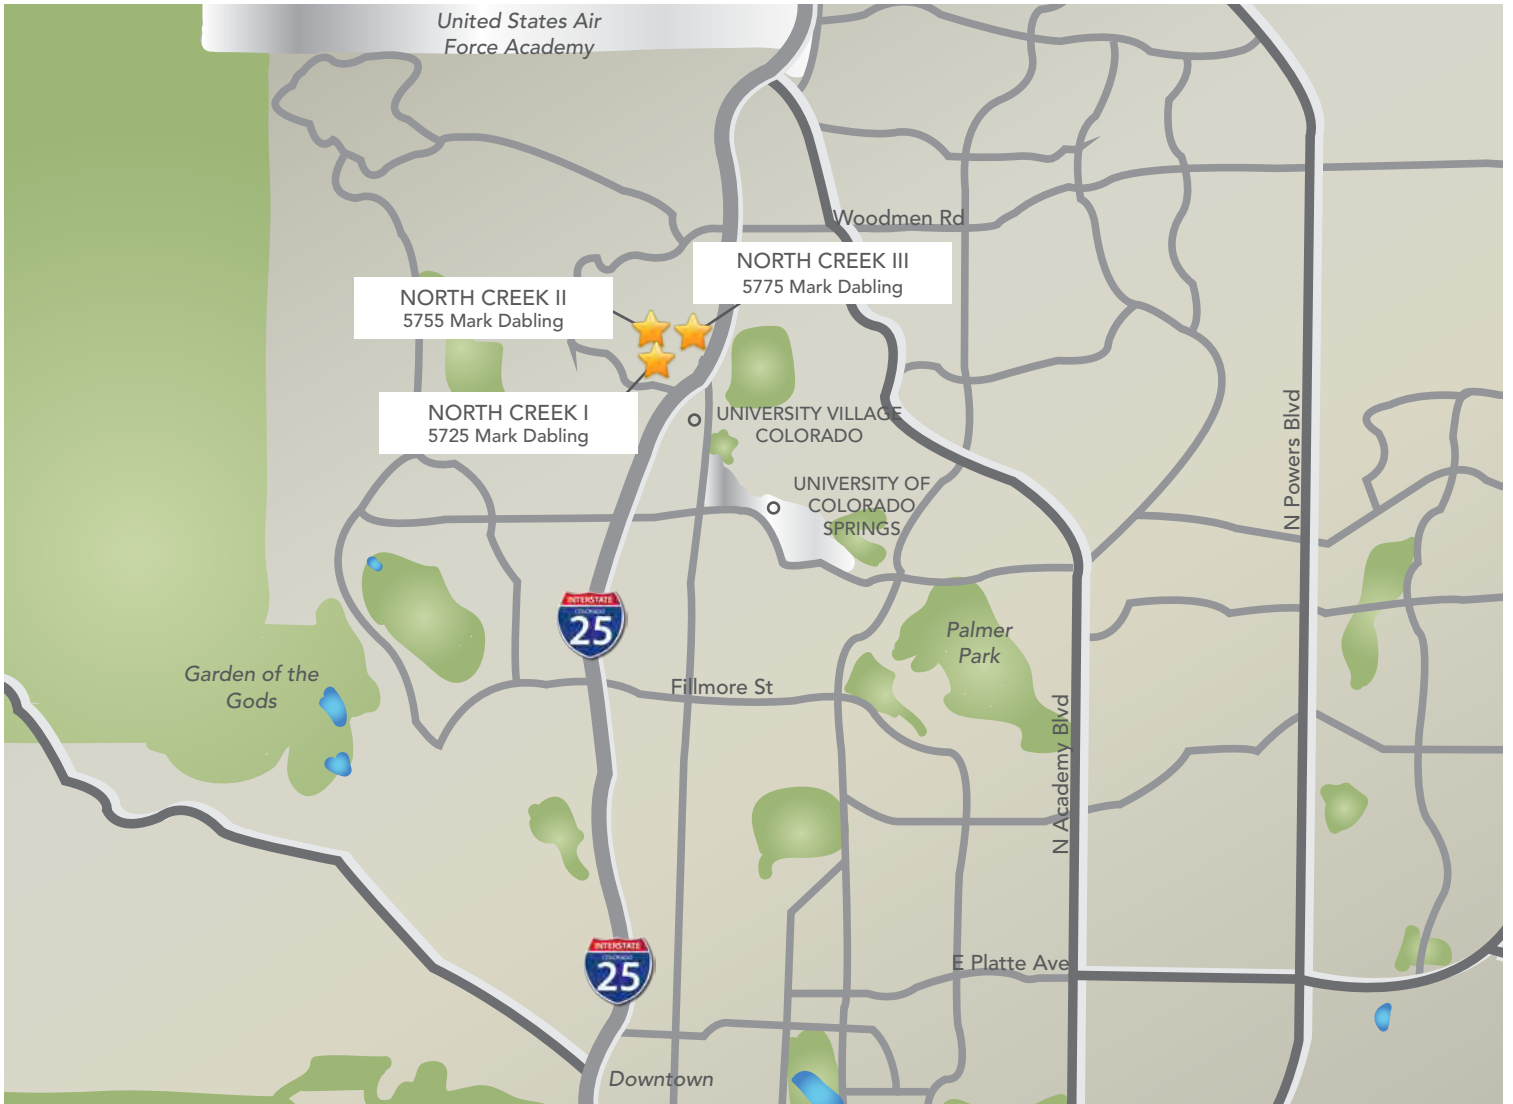 United States Air
Force Academy
Woodmen Rd
NORTH CREEK III
5775 Mark Dabling
NORTH CREEK II
5755 Mark Dabling
NORTH CREEK I
5725 Mark Dabling
UNIVERSITY VILLAGE
COLORADO
UNIVERSITY OF
COLORADO
SPRINGS
N Powers Blvd
INTERSTATE
COLORADO
25
Palmer
Park
Garden of the
Gods
Fillmore St
N Academy Blvd
INTERSTATE
COLORADO
25
E Platte Ave
Downtown